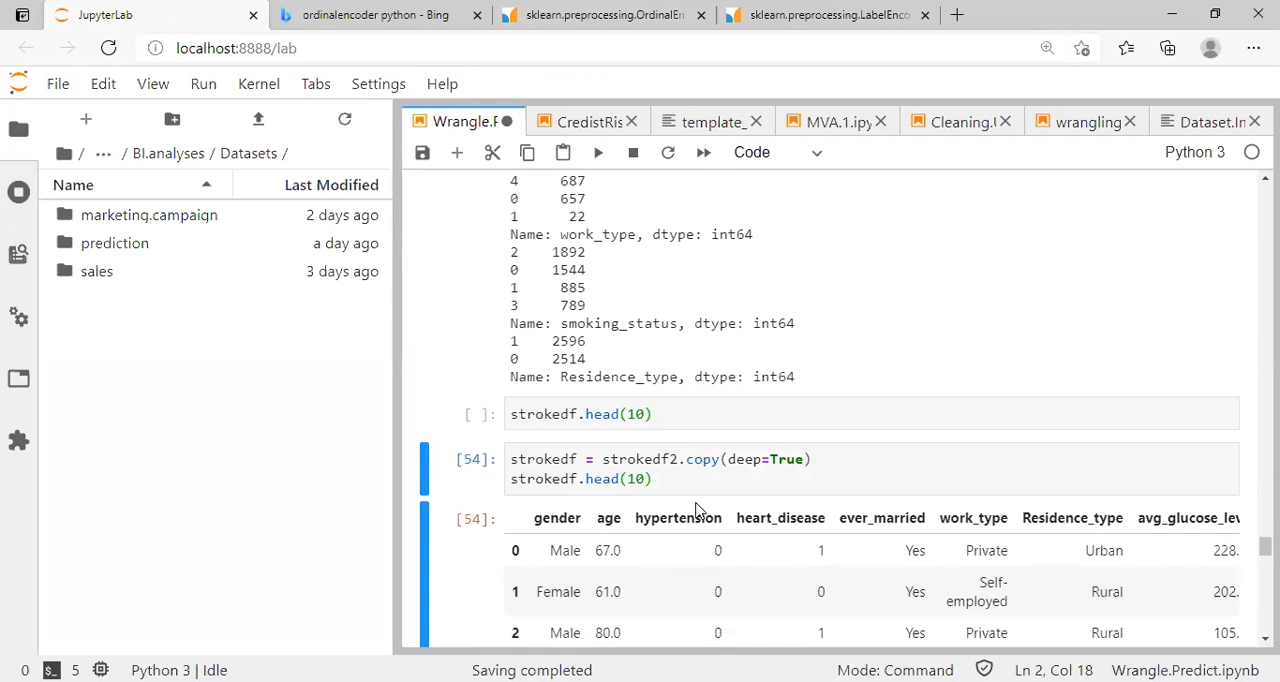 JupyterLab
ordinalencoder python - Bing
sklearn.preprocessing.OrdinalEn
sklearn.preprocessing.LabelEnco
localhost:8888/lab
File Edit View Run Kernel Tabs Settings Help
Wrangle.F
CredistRis
template_
MVA.1.ipy
Cleaning.
wrangling
Dataset.In
/ ··· / BI.analyses / Datasets /
Code
Python 3
Name Last Modified
marketing.campaign 2 days ago
prediction a day ago
sales 3 days ago
4 687
0 657
1 22
Name: work_type, dtype: int64
2 1892
0 1544
1 885
3 789
Name: smoking_status, dtype: int64
1 2596
0 2514
Name: Residence_type, dtype: int64
[ ]: strokedf.head(10)
[54]: strokedf = strokedf2.copy(deep=True)
strokedf.head(10)
[54]: gender age hypertension heart_disease ever_married work_type Residence_type avg_glucose_lev
0 Male 67.0 0 1 Yes Private Urban 228.
1 Female 61.0 0 0 Yes Self-employed Rural 202.
2 Male 80.0 0 1 Yes Private Rural 105.
0 $_ 5 Python 3 | Idle Saving completed Mode: Command Ln 2, Col 18 Wrangle.Predict.ipynb